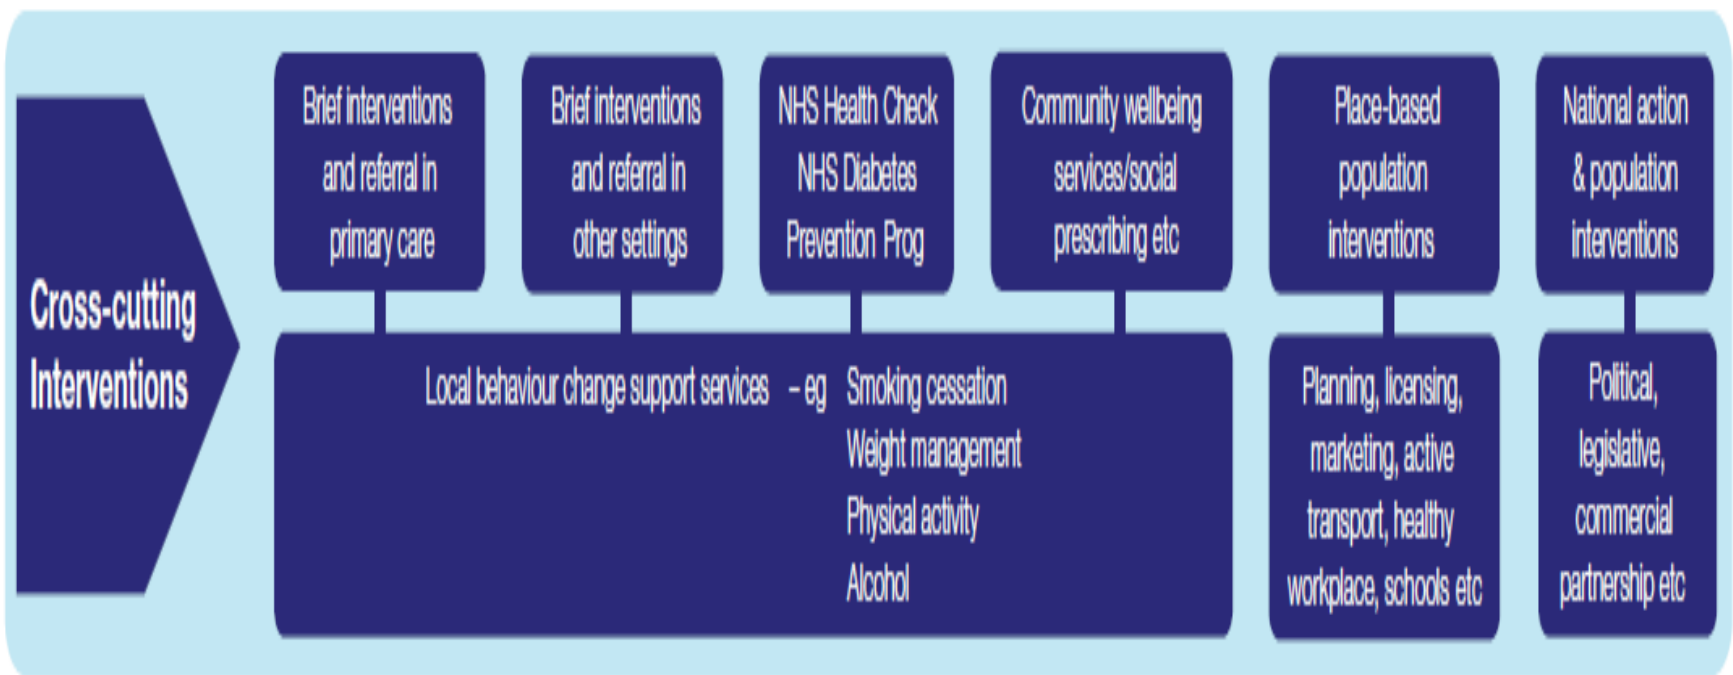 Cross-cutting
Interventions
Brief interventions
and referral in
primary care
Brief interventions
and referral in
other settings
NHS Health Check
NHS Diabetes
Prevention Prog
Community wellbeing
services/social
prescribing etc
Place-based
population
interventions
National action
& population
interventions
Local behaviour change support services – eg Smoking cessation
Weight management
Physical activity
Alcohol
Planning, licensing,
marketing, active
transport, healthy
workplace, schools etc
Political,
legislative,
commercial
partnership etc